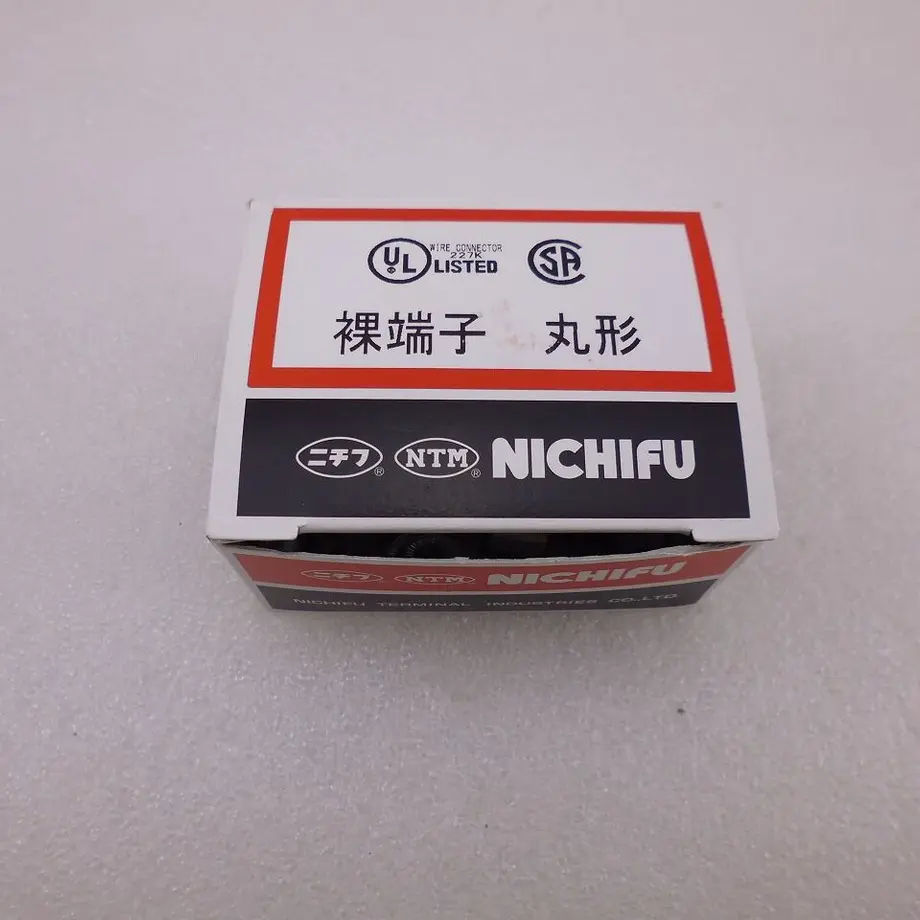 UL WIRE CONNECTOR
227K
LISTED
SA
裸端子 丸形
ニチフ® NTM® NICHIFU
ニチフ NTM NICHIFU
NICHIFU TERMINAL INDUSTRIES CO.,LTD.